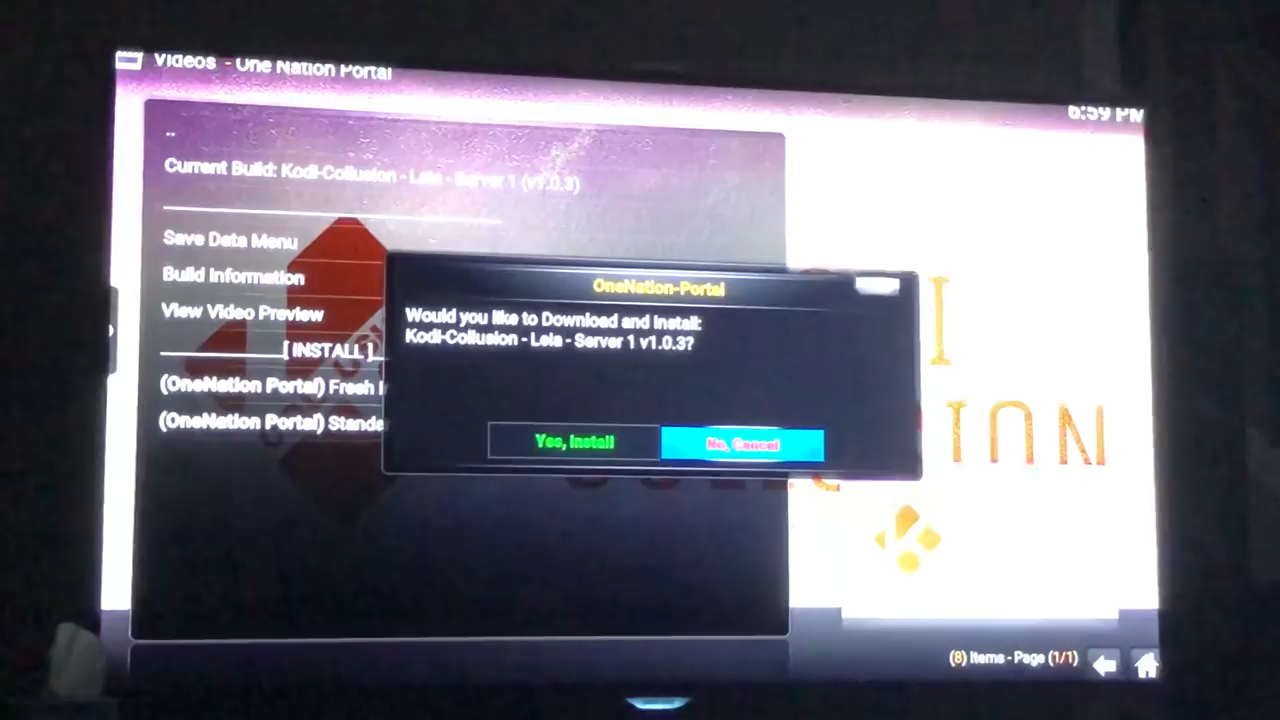 Videos - One Nation Portal
6:59 PM
..
Current Build: Kodi-Collusion - Leia - Server 1 (v1.0.3)
Save Data Menu
Build Information
View Video Preview
[ INSTALL ]
(OneNation Portal) Fresh
(OneNation Portal) Standa
OneNation-Portal
Would you like to Download and Install:
Kodi-Collusion - Leia - Server 1 v1.0.3?
Yes, Install
No, Cancel
(8) Items - Page (1/1)